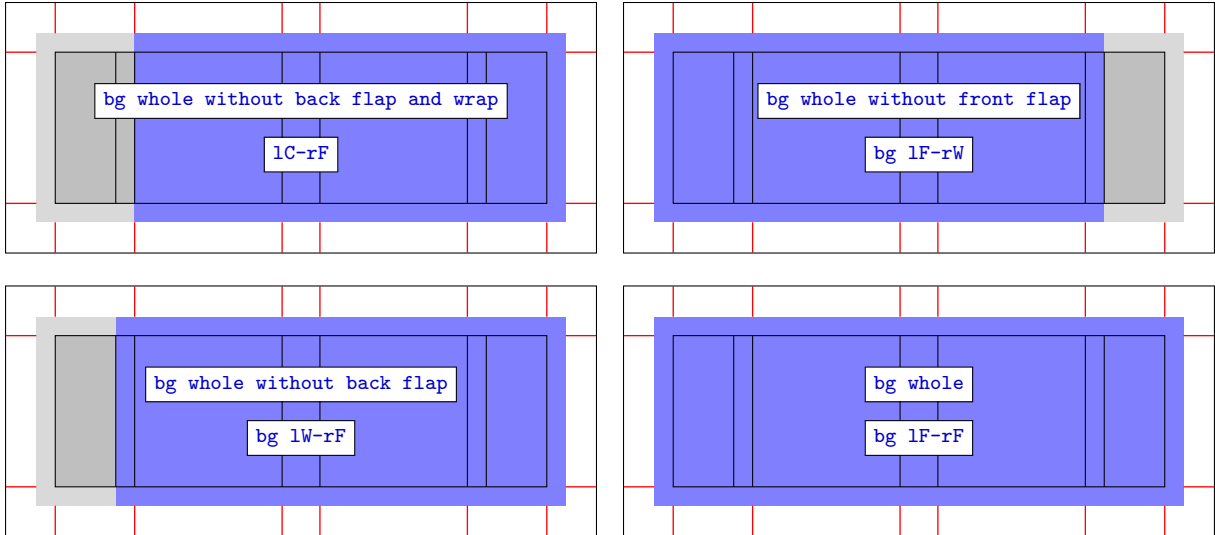 bg whole without back flap and wrap
lC-rF
bg whole without front flap
bg lF-rW
bg whole without back flap
bg lW-rF
bg whole
bg lF-rF